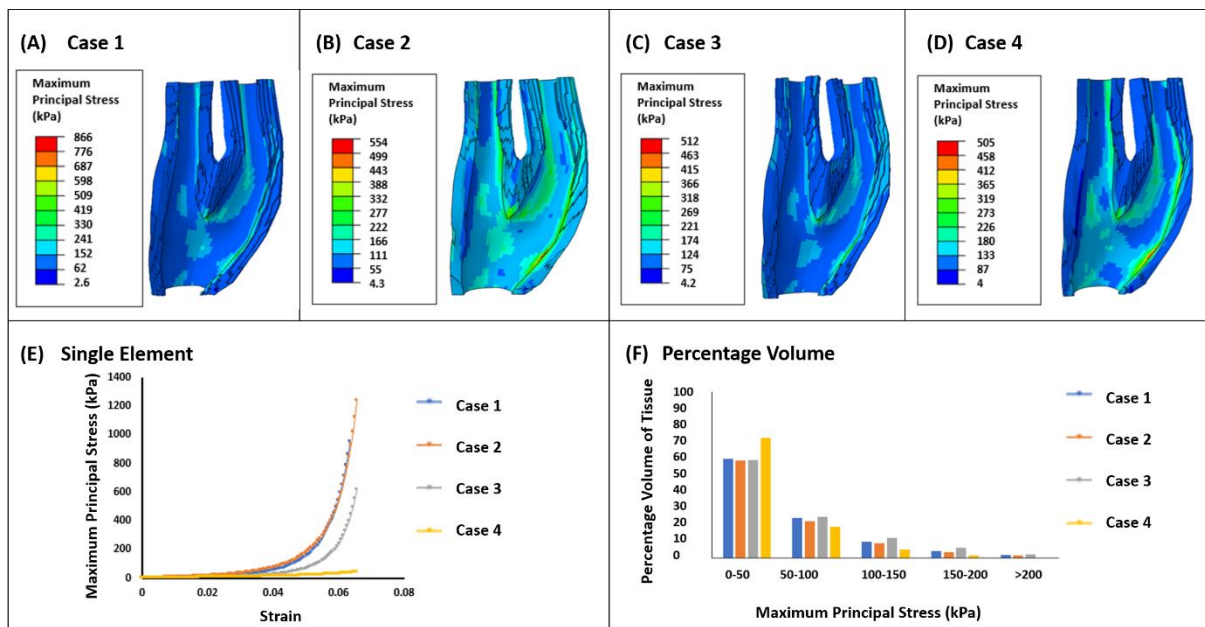 (A) Case 1
Maximum
Principal Stress
(kPa)
866
776
687
598
509
419
330
241
152
62
2.6
(B) Case 2
Maximum
Principal Stress
(kPa)
554
499
443
388
332
277
222
166
111
55
4.3
(C) Case 3
Maximum
Principal Stress
(kPa)
512
463
415
366
318
269
221
174
124
75
4.2
(D) Case 4
Maximum
Principal Stress
(kPa)
505
458
412
365
319
273
226
180
133
87
4
(E) Single Element
Maximum Principal Stress (kPa)
1400
1200
1000
800
600
400
200
0
0
0.02
0.04
0.06
0.08
Strain
Case 1
Case 2
Case 3
Case 4
(F) Percentage Volume
Percentage Volume of Tissue
100
90
80
70
60
50
40
30
20
10
0
0-50
50-100
100-150
150-200
>200
Maximum Principal Stress (kPa)
Case 1
Case 2
Case 3
Case 4